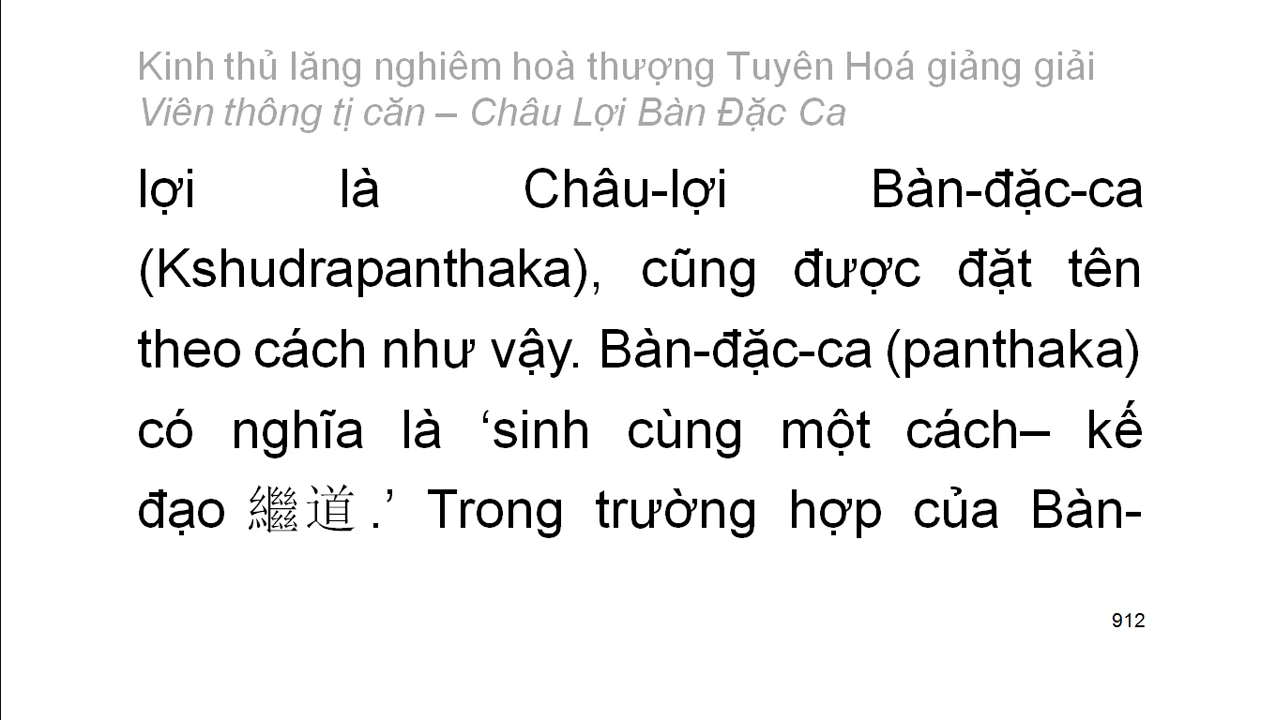 Kinh thủ lăng nghiêm hoà thượng Tuyên Hoá giảng giải
Viên thông tị căn – Châu Lợi Bàn Đặc Ca
lợi là Châu-lợi Bàn-đặc-ca
(Kshudrapanthaka), cũng được đặt tên
theo cách như vậy. Bàn-đặc-ca (panthaka)
có nghĩa là ‘sinh cùng một cách– kế
đạo 繼道.’ Trong trường hợp của Bàn-
912